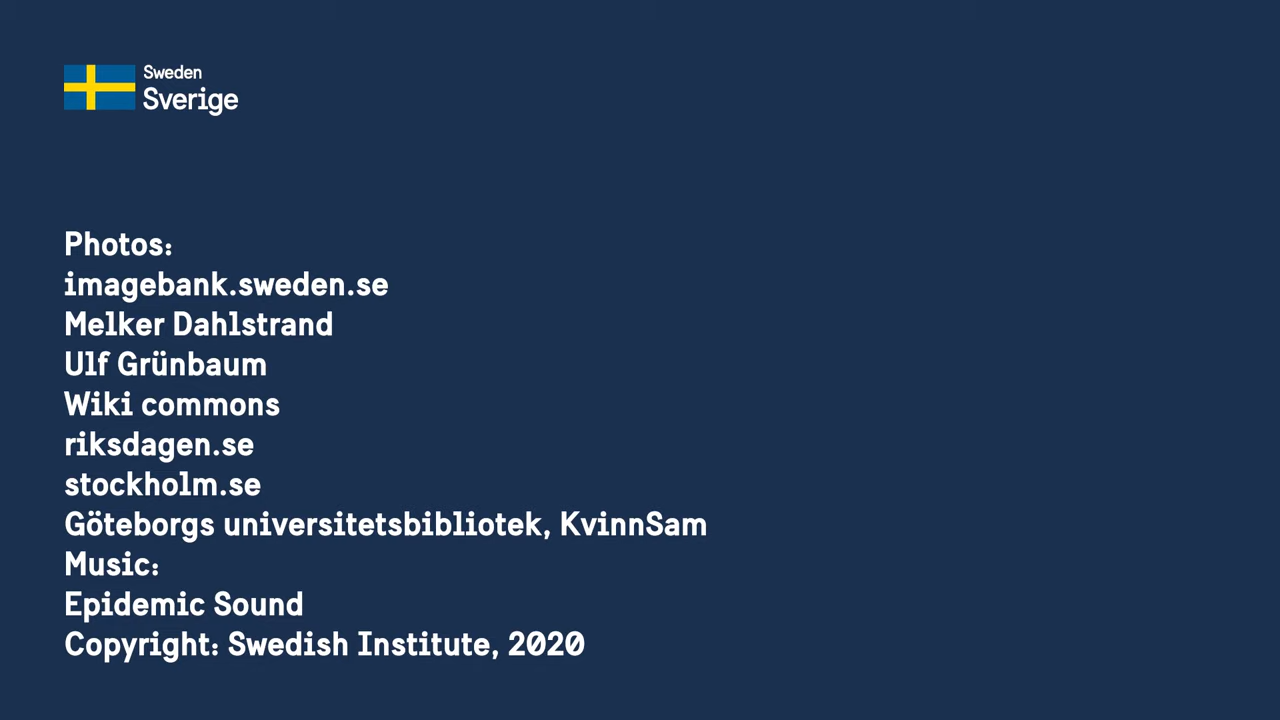 Sweden
Sverige
Photos:
imagebank.sweden.se
Melker Dahlstrand
Ulf Grünbaum
Wiki commons
riksdagen.se
stockholm.se
Göteborgs universitetsbibliotek, KvinnSam
Music:
Epidemic Sound
Copyright: Swedish Institute, 2020